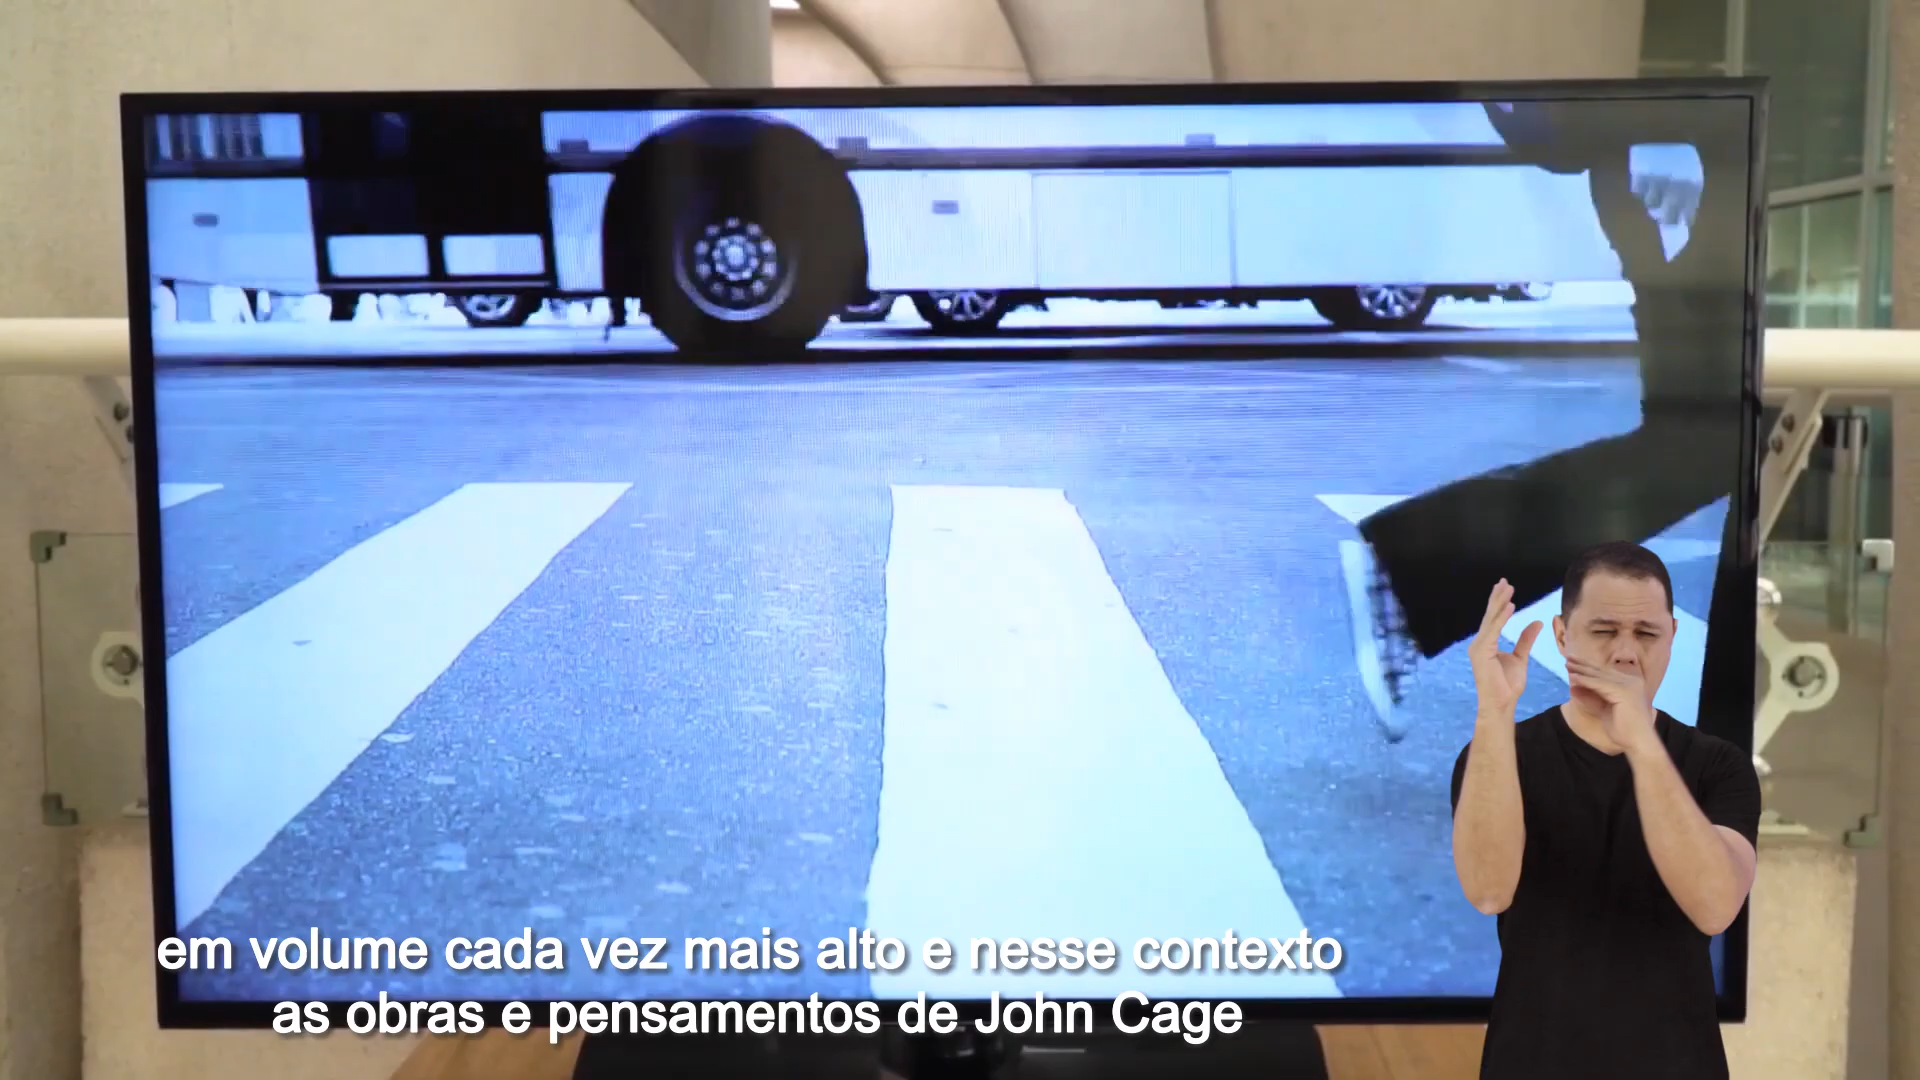 em volume cada vez mais alto e nesse contexto
as obras e pensamentos de John Cage